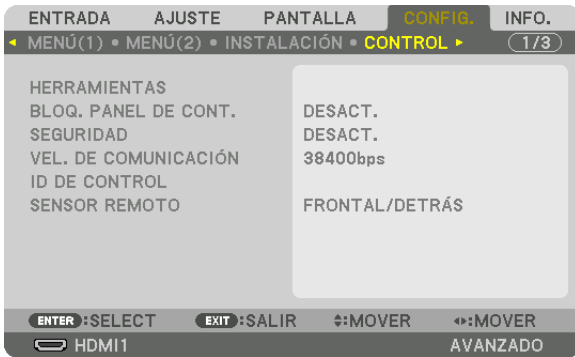 ENTRADA AJUSTE PANTALLA CONFIG. INFO.
MENÚ(1) • MENÚ(2) • INSTALACIÓN • CONTROL 1/3
HERRAMIENTAS
BLOQ. PANEL DE CONT. DESACT.
SEGURIDAD DESACT.
VEL. DE COMUNICACIÓN 38400bps
ID DE CONTROL
SENSOR REMOTO FRONTAL/DETRÁS
ENTER :SELECT EXIT :SALIR :MOVER :MOVER
HDMI1 AVANZADO